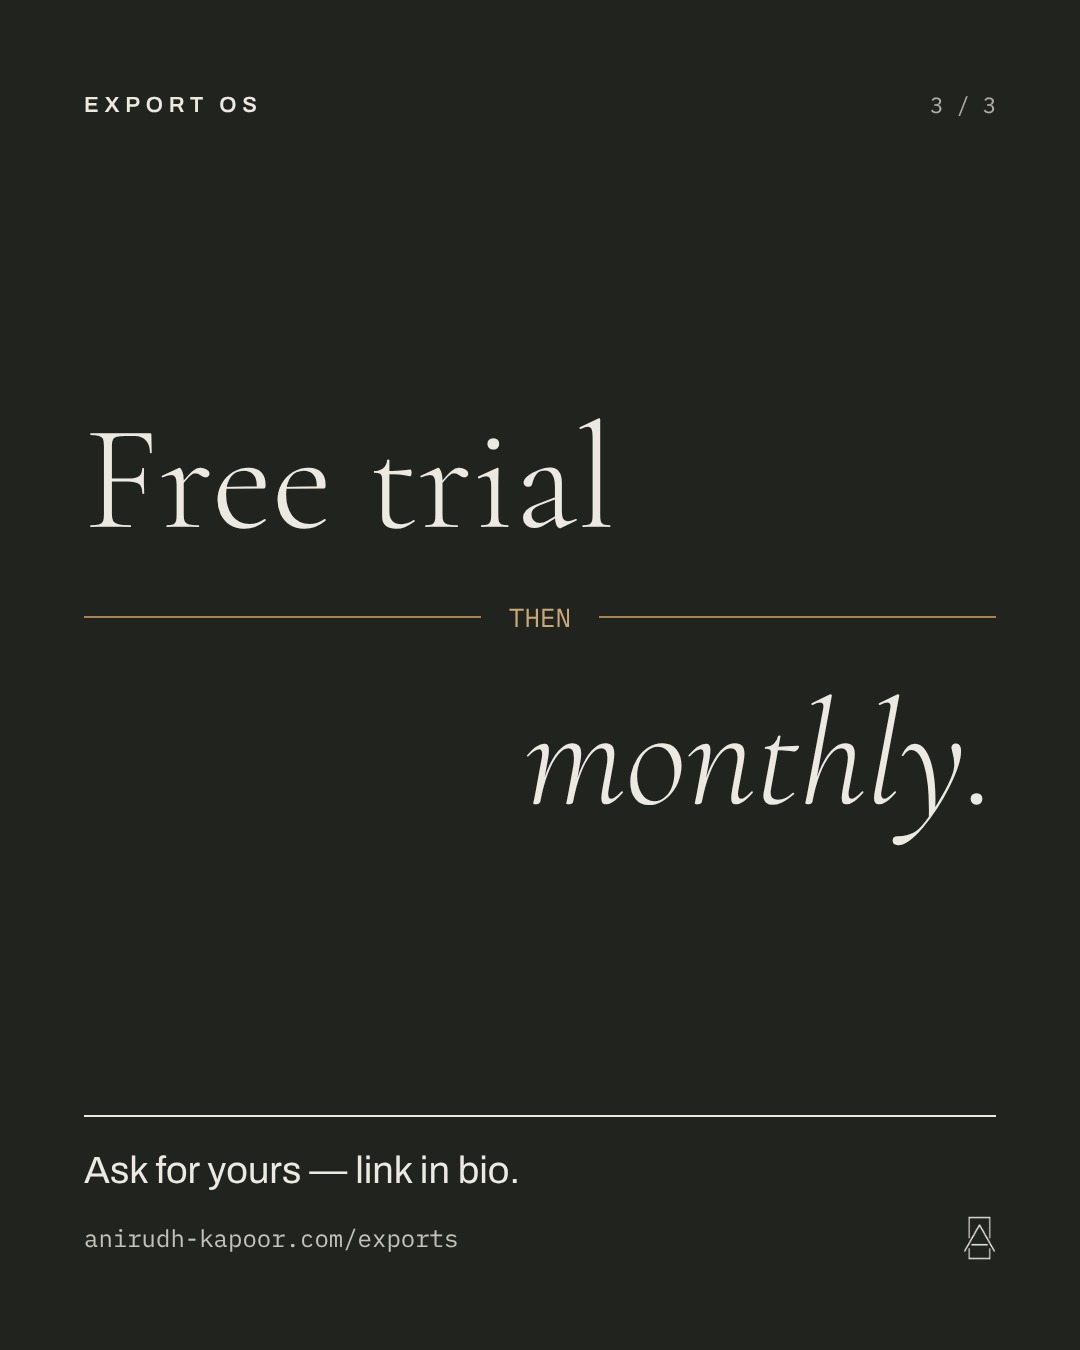 EXPORT OS
3 / 3
Free trial
THEN
monthly.
Ask for yours — link in bio.
anirudh-kapoor.com/exports